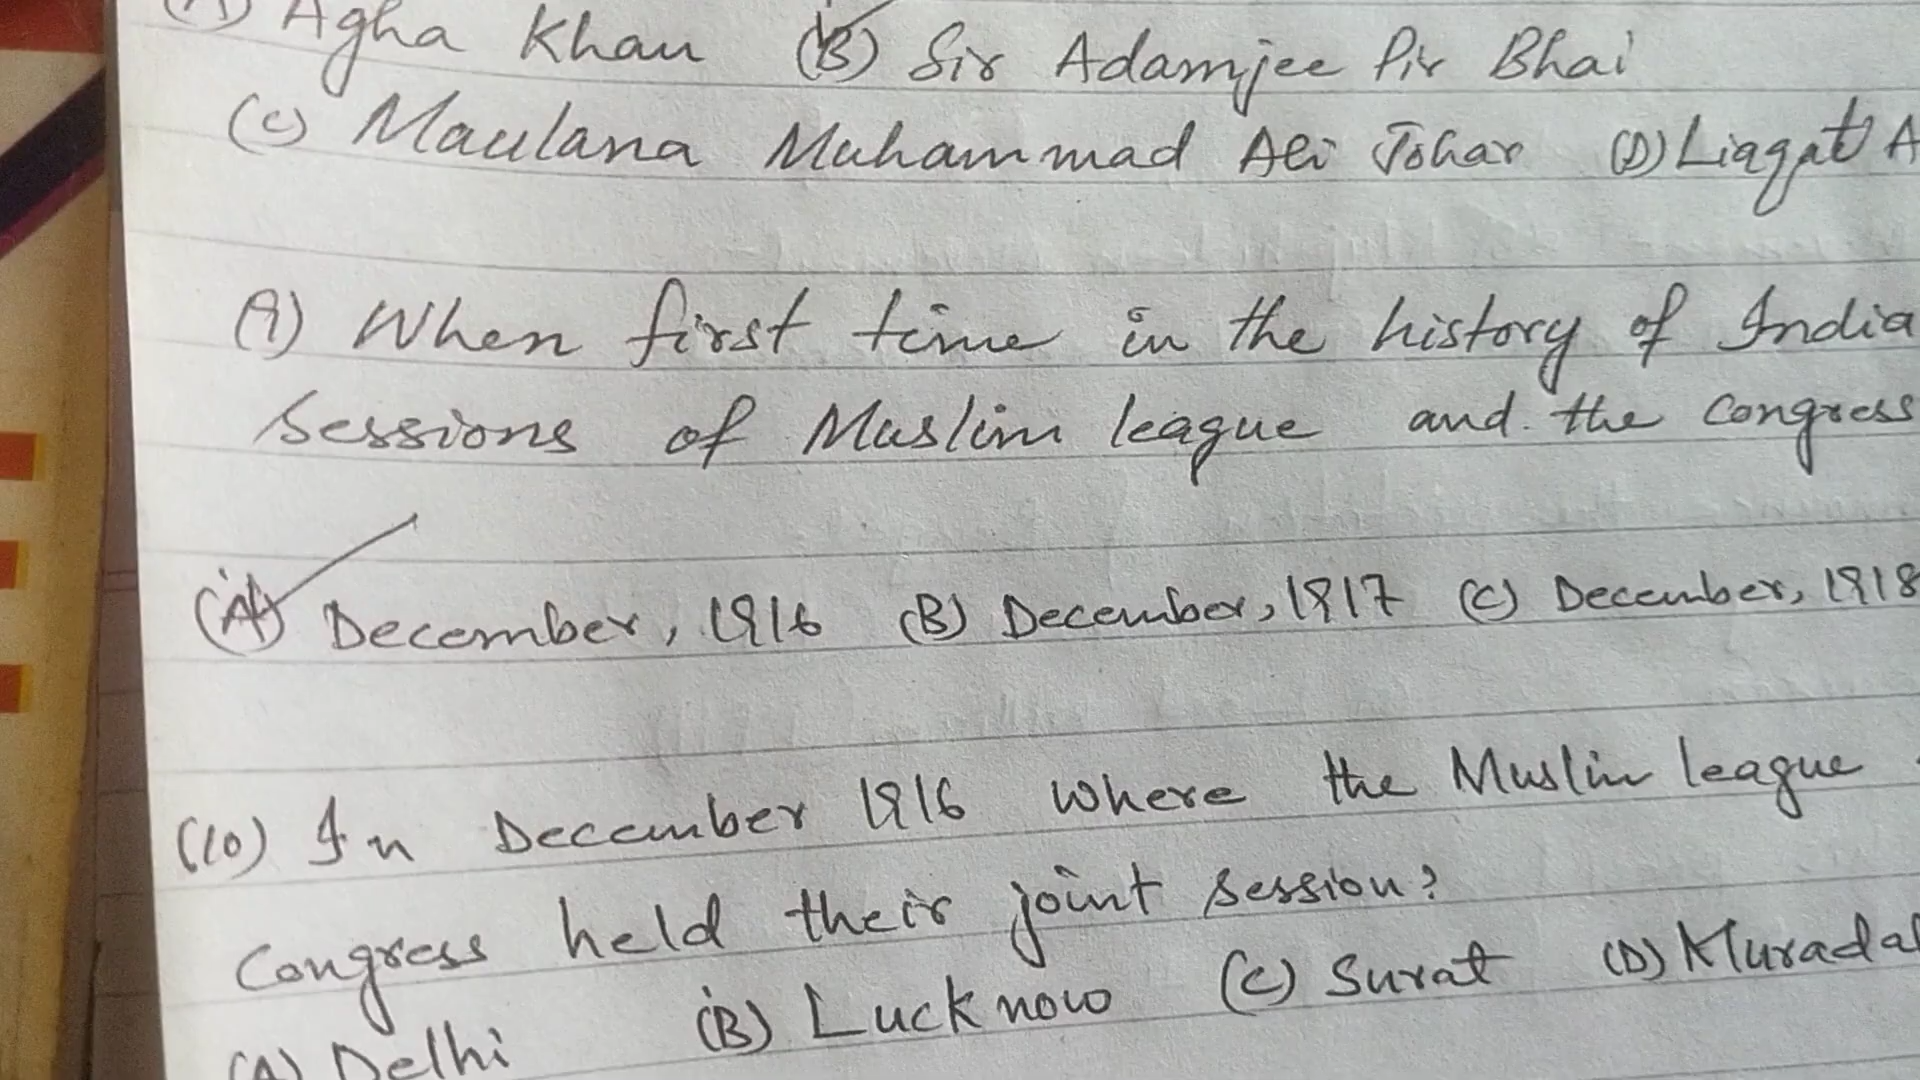 (A) Agha Khan (B) Sir Adamjee Pir Bhai
(C) Maulana Muhammad Ali Johar (D) Liaqat A
9) When first time in the history of India
sessions of Muslim league and the Congress
(A) December, 1916 (B) December, 1917 (C) December, 1918
(10) In December 1916 where the Muslim league
Congress held their joint session?
(A) Delhi (B) Lucknow (C) Surat (D) Muradab